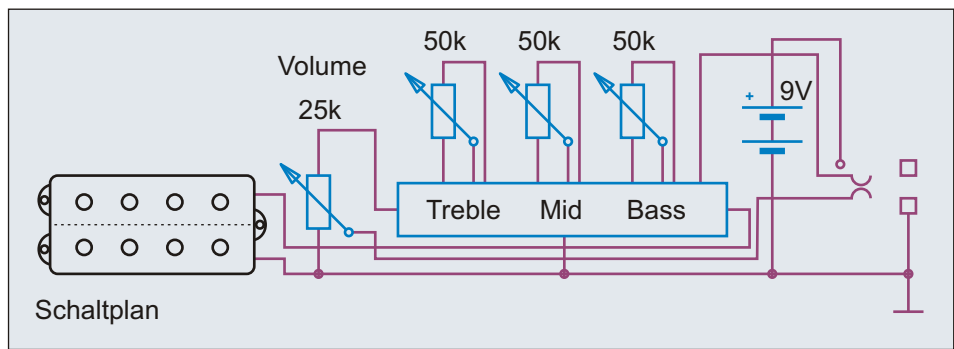 50k 50k 50k
Volume
25k
+ 9V
Treble Mid Bass
Schaltplan